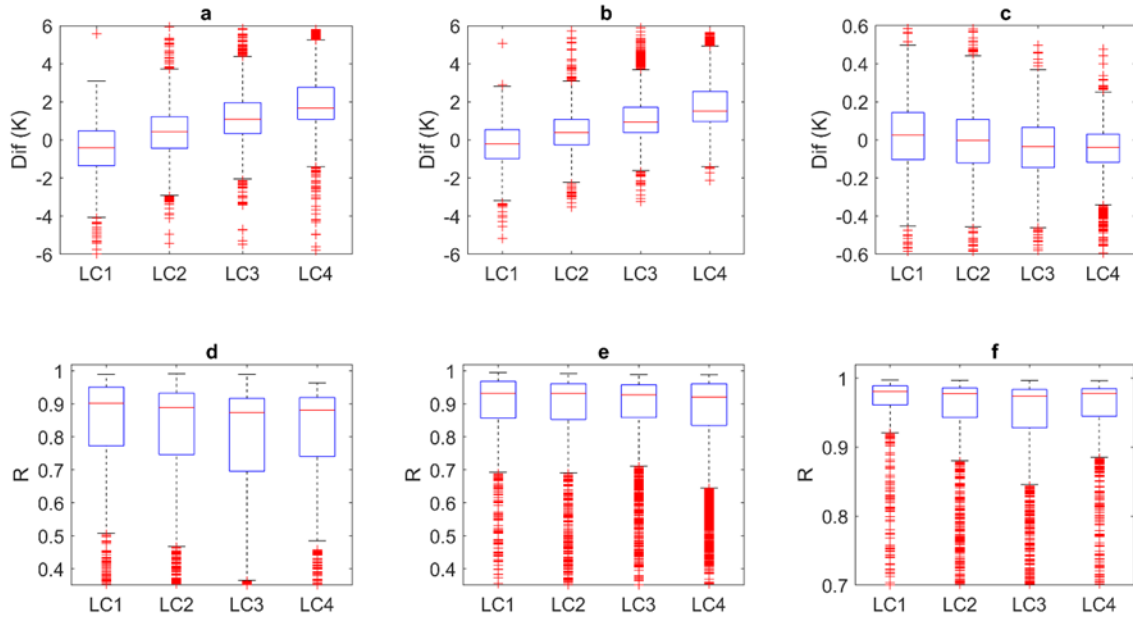 a
6
4
2
0
-2
-4
-6
Dif (K)
LC1 LC2 LC3 LC4
b
6
4
2
0
-2
-4
6
Dif (K)
LC1 LC2 LC3 LC4
c
0.6
0.4
0.2
0
-0.2
-0.4
-0.6
Dif (K)
LC1 LC2 LC3 LC4
d
1
0.9
0.8
0.7
0.6
0.5
0.4
R
LC1 LC2 LC3 LC4
e
1
0.9
0.8
0.7
0.6
0.5
0.4
R
LC1 LC2 LC3 LC4
f
1
0.9
0.8
0.7
R
LC1 LC2 LC3 LC4